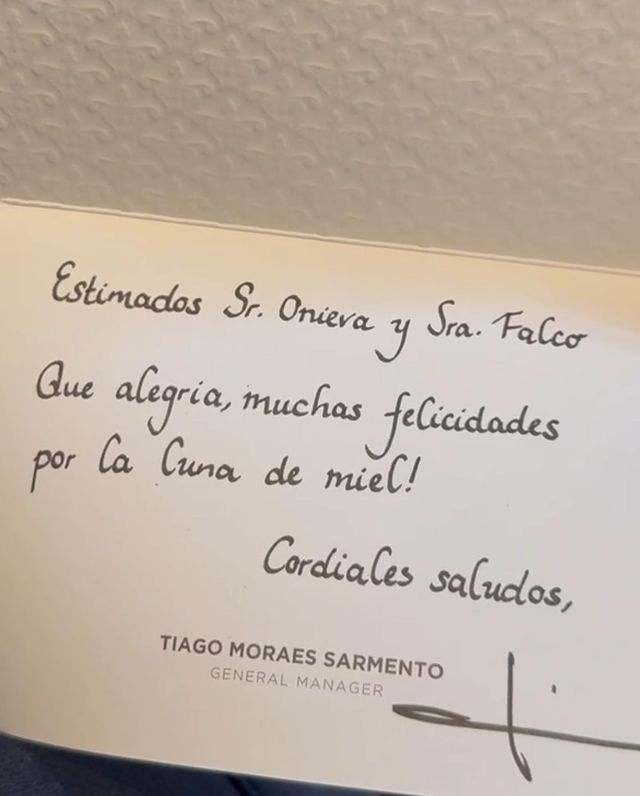 Estimados Sr. Onieva y Sra. Falco
Que alegria, muchas felicidades
por la luna de miel!
Cordiales saludos,
TIAGO MORAES SARMENTO
GENERAL MANAGER